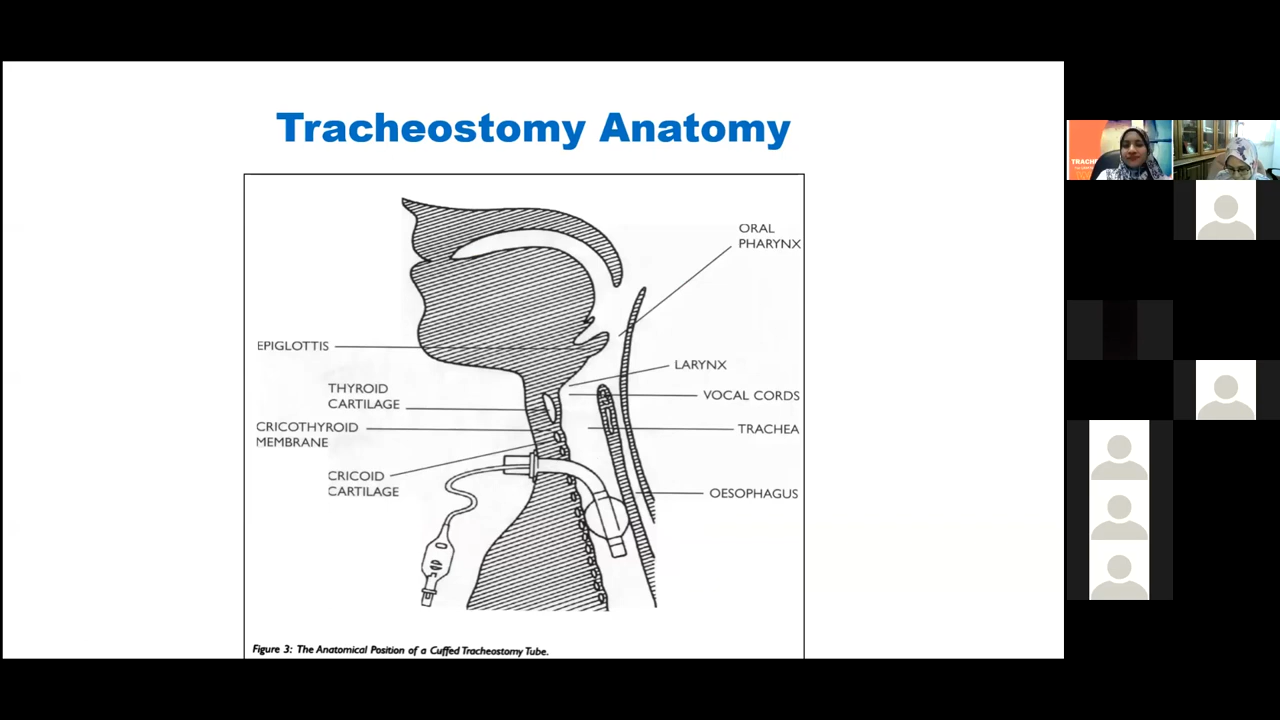 Tracheostomy Anatomy
ORAL
PHARYNX
EPIGLOTTIS
LARYNX
THYROID
CARTILAGE
VOCAL CORDS
CRICOTHYROID
MEMBRANE
TRACHEA
CRICOID
CARTILAGE
OESOPHAGUS
Figure 3: The Anatomical Position of a Cuffed Tracheostomy Tube.